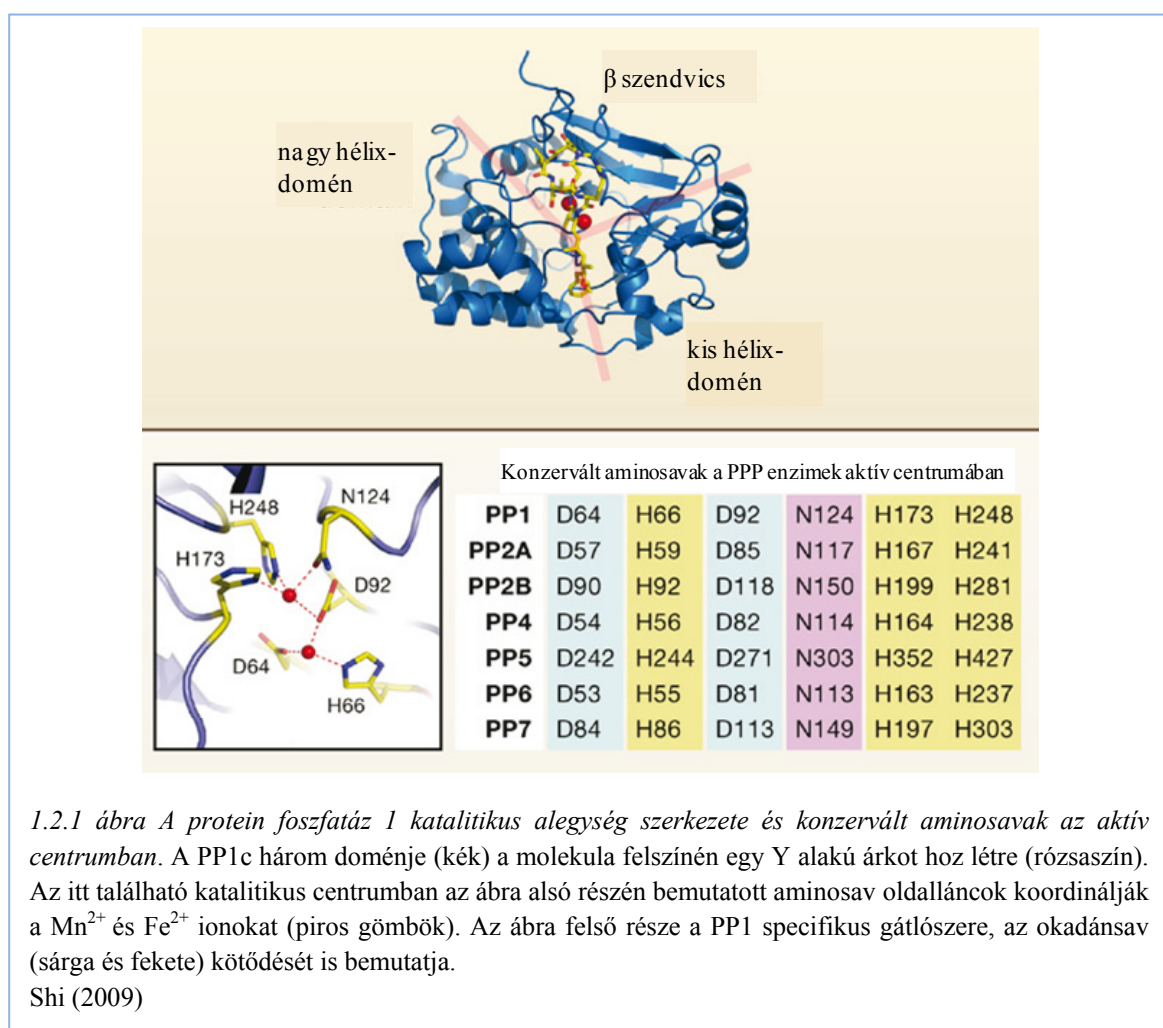 β szendvics
nagy hélix-
domén
kis hélix-
domén
Konzervált aminosavak a PPP enzimek aktív centrumában
H248
N124
H173
D92
D64
H66
PP1 D64 H66 D92 N124 H173 H248
PP2A D57 H59 D85 N117 H167 H241
PP2B D90 H92 D118 N150 H199 H281
PP4 D54 H56 D82 N114 H164 H238
PP5 D242 H244 D271 N303 H352 H427
PP6 D53 H55 D81 N113 H163 H237
PP7 D84 H86 D113 N149 H197 H303
1.2.1 ábra A protein foszfatáz 1 katalitikus alegység szerkezete és konzervált aminosavak az aktív
centrumban. A PP1c három doménje (kék) a molekula felszínén egy Y alakú árkot hoz létre (rózsaszín).
Az itt található katalitikus centrumban az ábra alsó részén bemutatott aminosav oldalláncok koordinálják
a Mn²⁺ és Fe²⁺ ionokat (piros gömbök). Az ábra felső része a PP1 specifikus gátlószere, az okadánsav
(sárga és fekete) kötődését is bemutatja.
Shi (2009)